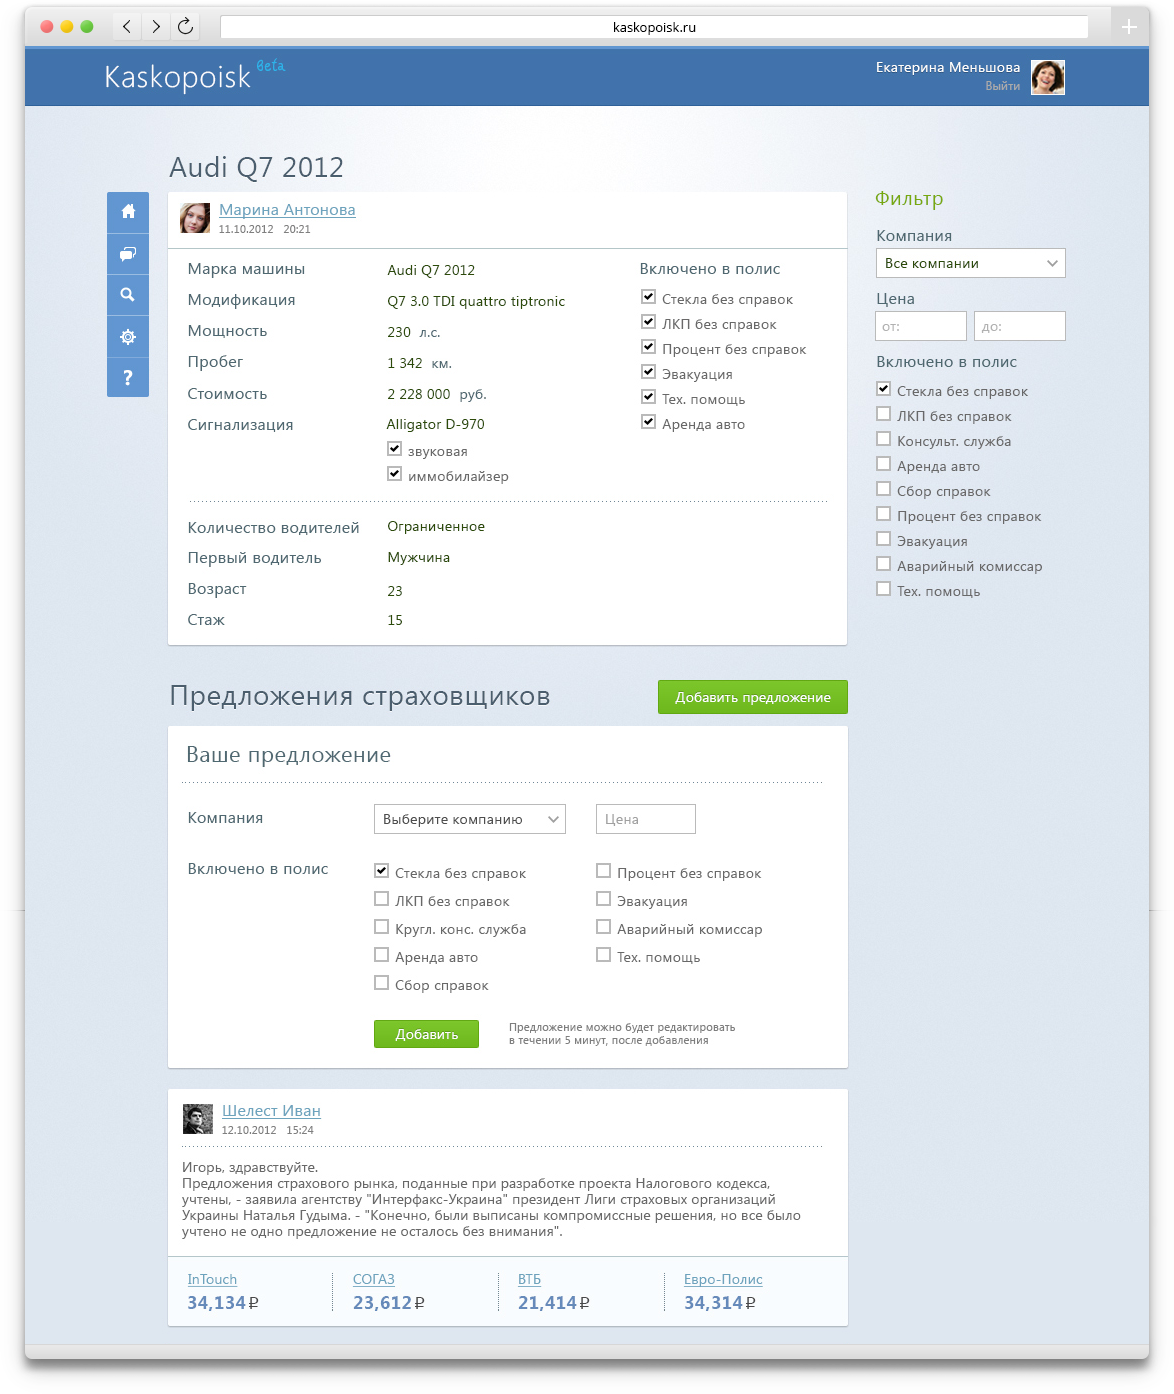 kaskopoisk.ru
Kaskopoisk Beta
Екатерина Меньшова
Выйти
Audi Q7 2012
Марина Антонова
11.10.2012 20:21
Марка машины Audi Q7 2012
Модификация Q7 3.0 TDI quattro tiptronic
Мощность 230 л.с.
Пробег 1 342 км.
Стоимость 2 228 000 руб.
Сигнализация Alligator D-970
звуковая
иммобилайзер
Включено в полис
Стекла без справок
ЛКП без справок
Процент без справок
Эвакуация
Тех. помощь
Аренда авто
Количество водителей Ограниченное
Первый водитель Мужчина
Возраст 23
Стаж 15
Фильтр
Компания
Все компании
Цена
от: до:
Включено в полис
Стекла без справок
ЛКП без справок
Консульт. служба
Аренда авто
Сбор справок
Процент без справок
Эвакуация
Аварийный комиссар
Тех. помощь
?
Предложения страховщиков
Добавить предложение
Ваше предложение
Компания Выберите компанию Цена
Включено в полис
Стекла без справок Процент без справок
ЛКП без справок Эвакуация
Кругл. конс. служба Аварийный комиссар
Аренда авто Тех. помощь
Сбор справок
Добавить
Предложение можно будет редактировать
в течении 5 минут, после добавления
Шелест Иван
12.10.2012 15:24
Игорь, здравствуйте.
Предложения страхового рынка, поданные при разработке проекта Налогового кодекса,
учтены, - заявила агентству "Интерфакс-Украина" президент Лиги страховых организаций
Украины Наталья Гудыма. - "Конечно, были выписаны компромиссные решения, но все было
учтено не одно предложение не осталось без внимания".
InTouch СОГАЗ ВТБ Евро-Полис
34,134₽ 23,612₽ 21,414₽ 34,314₽